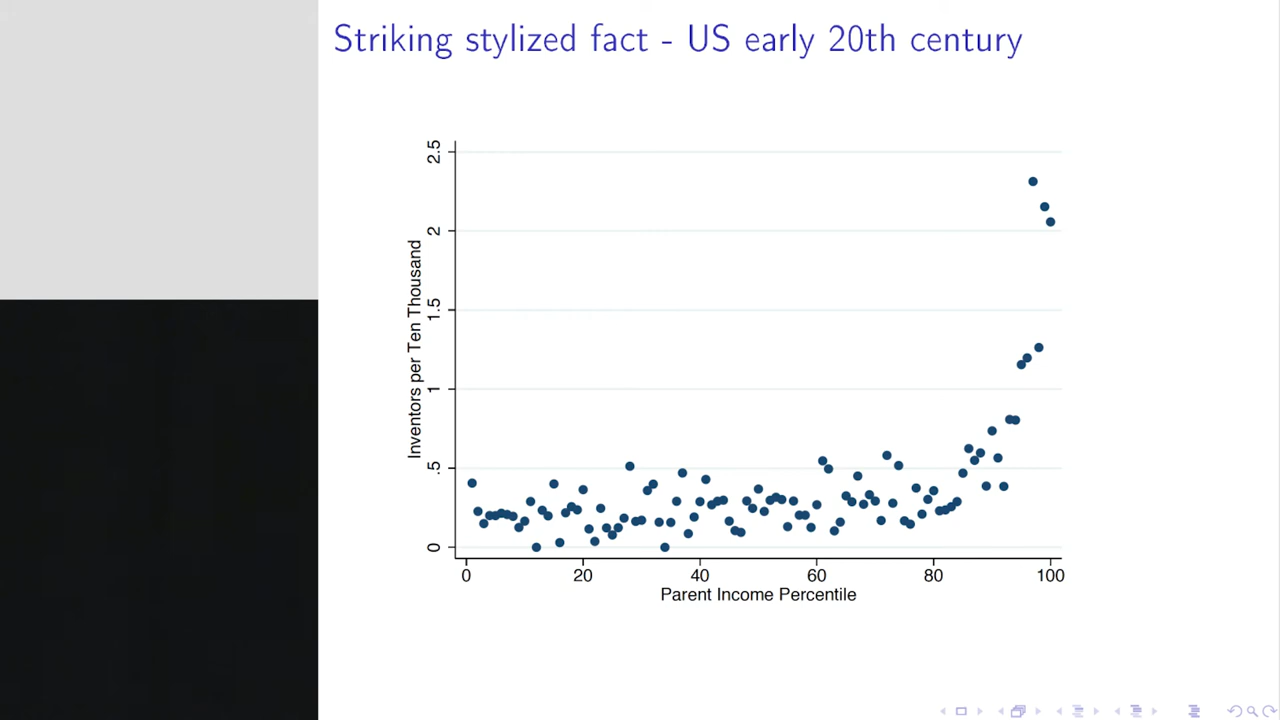 Striking stylized fact - US early 20th century
2.5
2
1.5
1
.5
0
Inventors per Ten Thousand
0 20 40 60 80 100
Parent Income Percentile